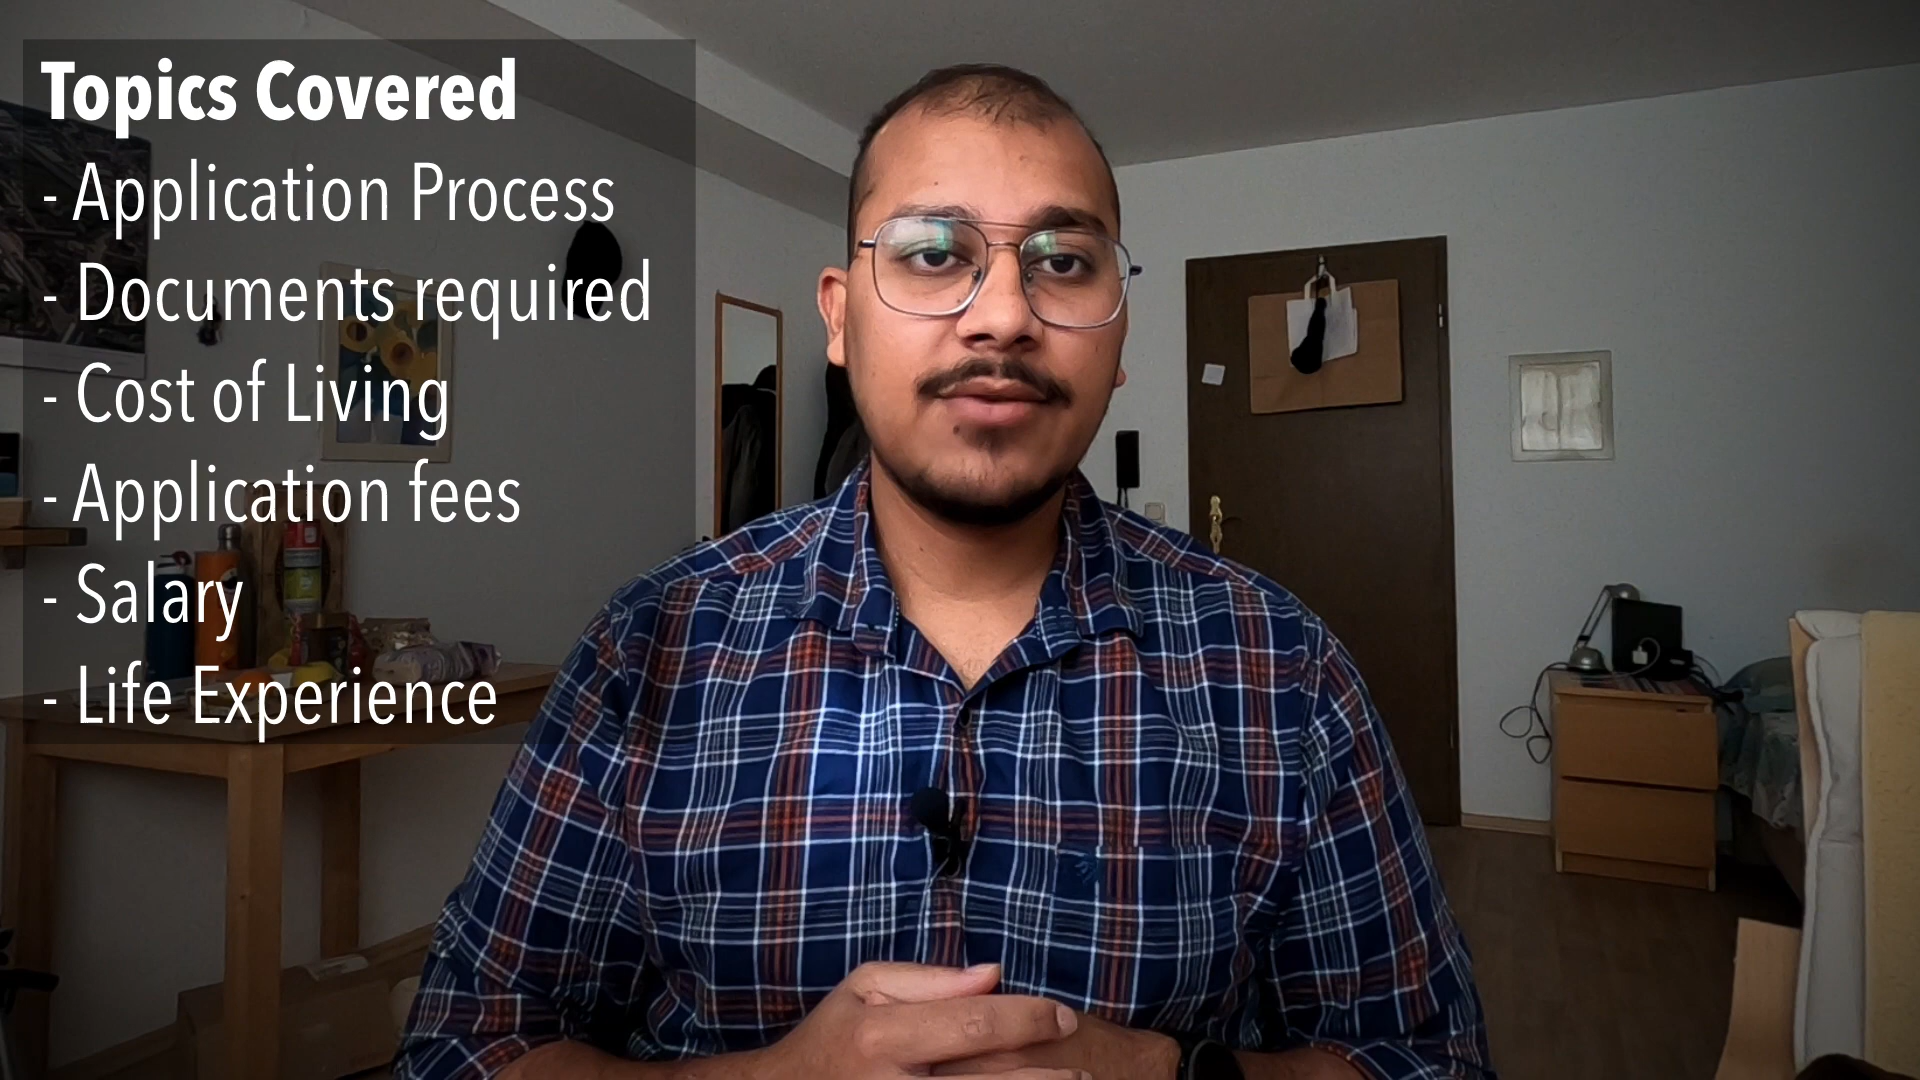 Topics Covered
- Application Process
- Documents required
- Cost of Living
- Application fees
- Salary
- Life Experience